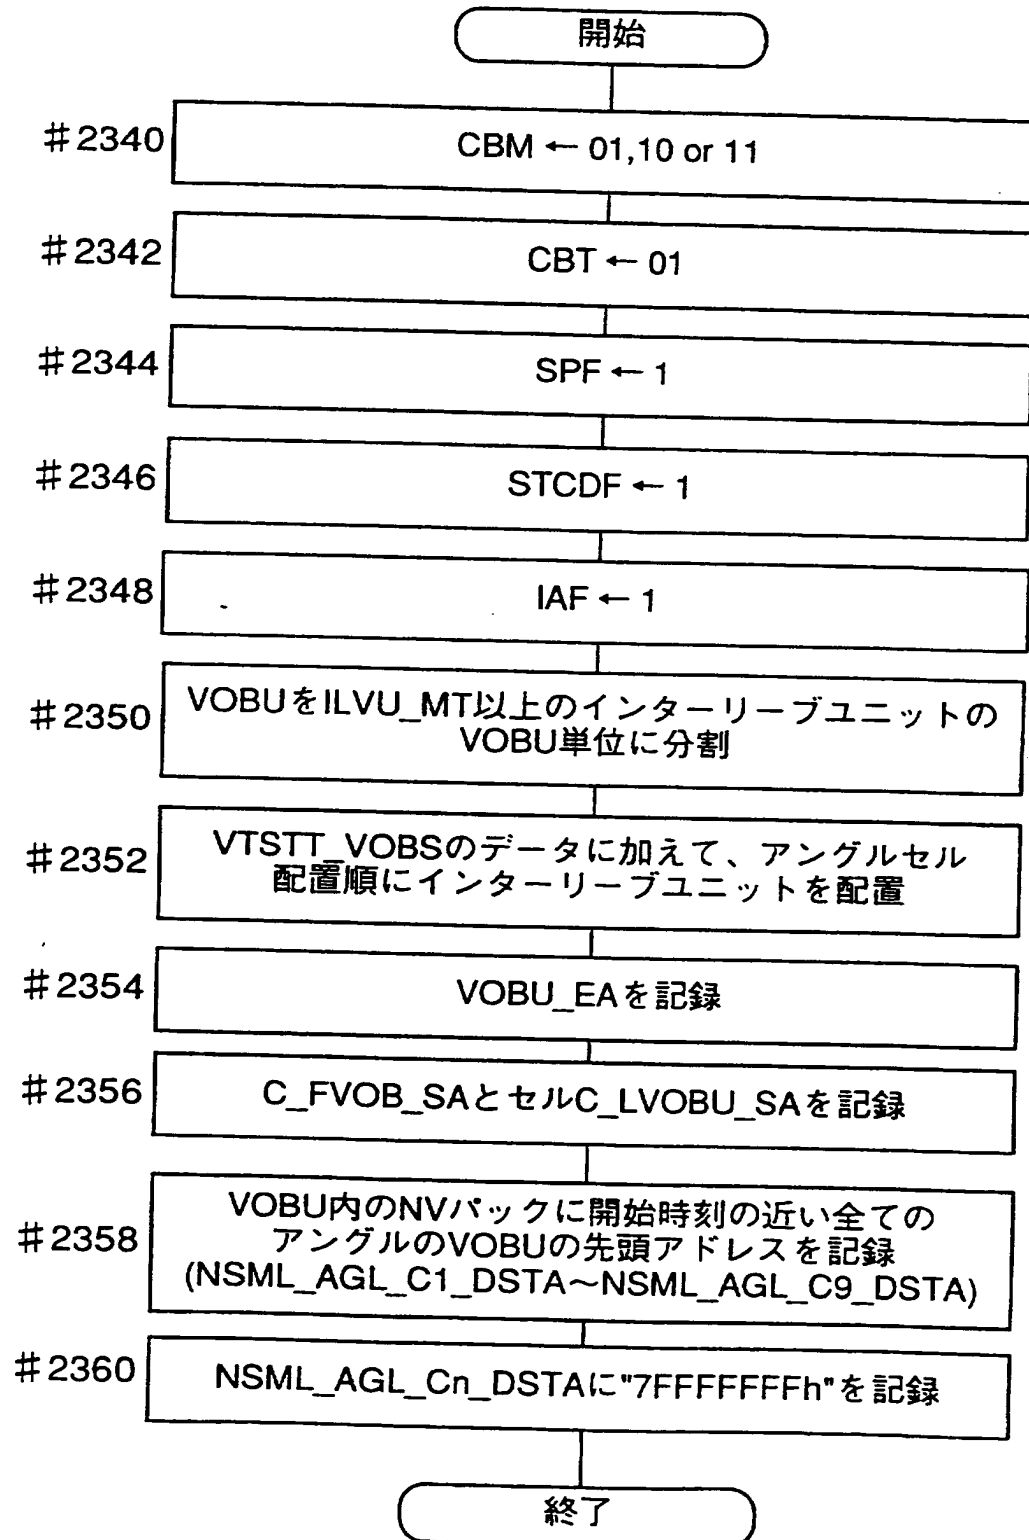 開始
#2340
CBM ← 01,10 or 11
#2342
CBT ← 01
#2344
SPF ← 1
#2346
STCDF ← 1
#2348
IAF ← 1
#2350
VOBUをILVU_MT以上のインターリーブユニットの
VOBU単位に分割
#2352
VTSTT_VOBSのデータに加えて、アングルセル
配置順にインターリーブユニットを配置
#2354
VOBU_EAを記録
#2356
C_FVOB_SAとセルC_LVOBU_SAを記録
#2358
VOBU内のNVパックに開始時刻の近い全ての
アングルのVOBUの先頭アドレスを記録
(NSML_AGL_C1_DSTA～NSML_AGL_C9_DSTA)
#2360
NSML_AGL_Cn_DSTAに"7FFFFFFFh"を記録
終了